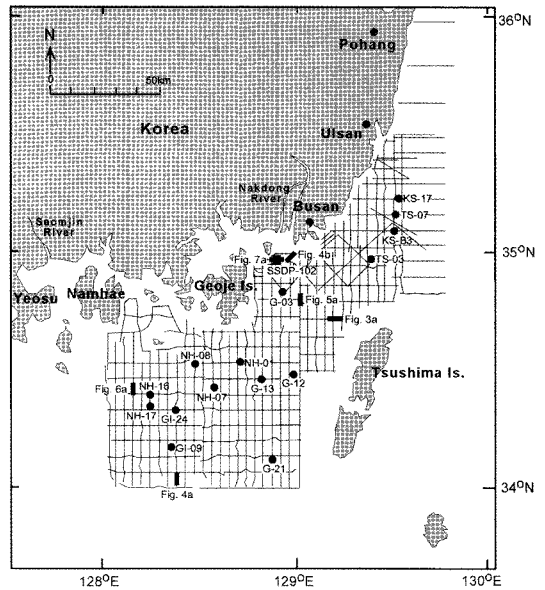 36°N
N
Pohang
0
50km
Korea
Ulsan
Nakdong
River
Busan
Seomjin
River
KS-17
TS-07
KS-B3
Fig. 7a
Fig. 4b
35°N
SSDP-102
TS-03
Yeosu
Namhae
Geoje Is.
G-03
Fig. 5a
Fig. 3a
NH-08
NH-01
Tsushima Is.
G-12
G-13
Fig. 6a
NH-16
NH-07
NH-17
GI-24
GI-09
G-21
Fig. 4a
34°N
128°E
129°E
130°E